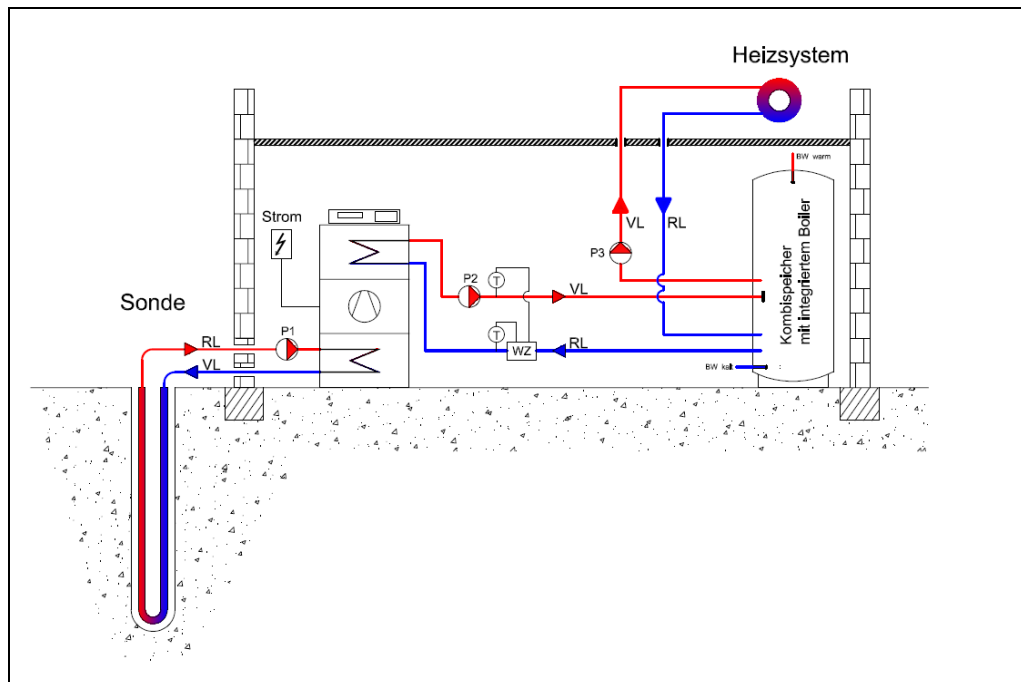 Heizsystem
BW warm
Strom
VL
RL
P3
P2
T
VL
Kombispeicher
mit integriertem Boiler
Sonde
P1
RL
T
WZ
RL
VL
BW kalt